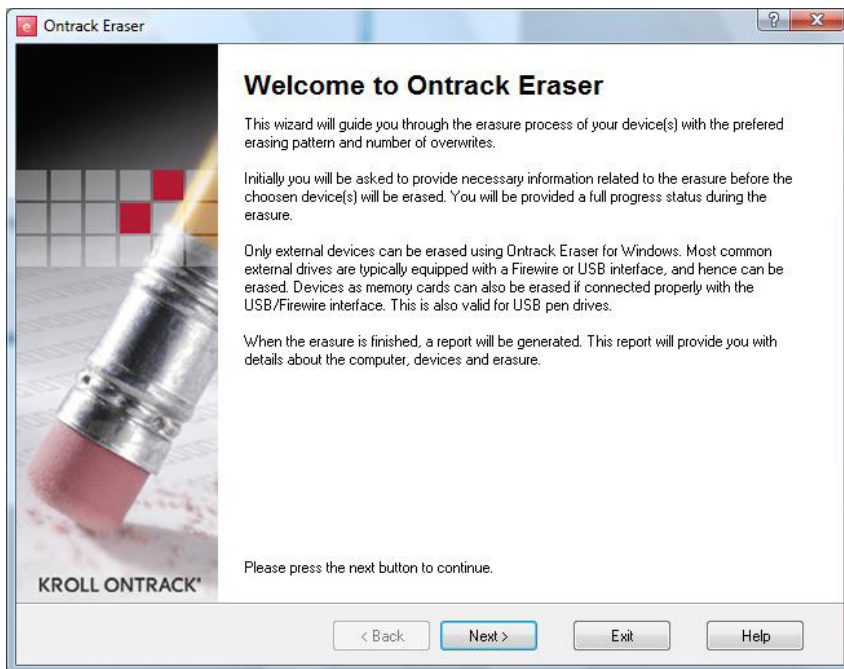 Ontrack Eraser
Welcome to Ontrack Eraser
This wizard will guide you through the erasure process of your device(s) with the prefered
erasing pattern and number of overwrites.
Initially you will be asked to provide necessary information related to the erasure before the
choosen device(s) will be erased. You will be provided a full progress status during the
erasure.
Only external devices can be erased using Ontrack Eraser for Windows. Most common
external drives are typically equipped with a Firewire or USB interface, and hence can be
erased. Devices as memory cards can also be erased if connected properly with the
USB/Firewire interface. This is also valid for USB pen drives.
When the erasure is finished, a report will be generated. This report will provide you with
details about the computer, devices and erasure.
Please press the next button to continue.
KROLL ONTRACK®
< Back Next > Exit Help